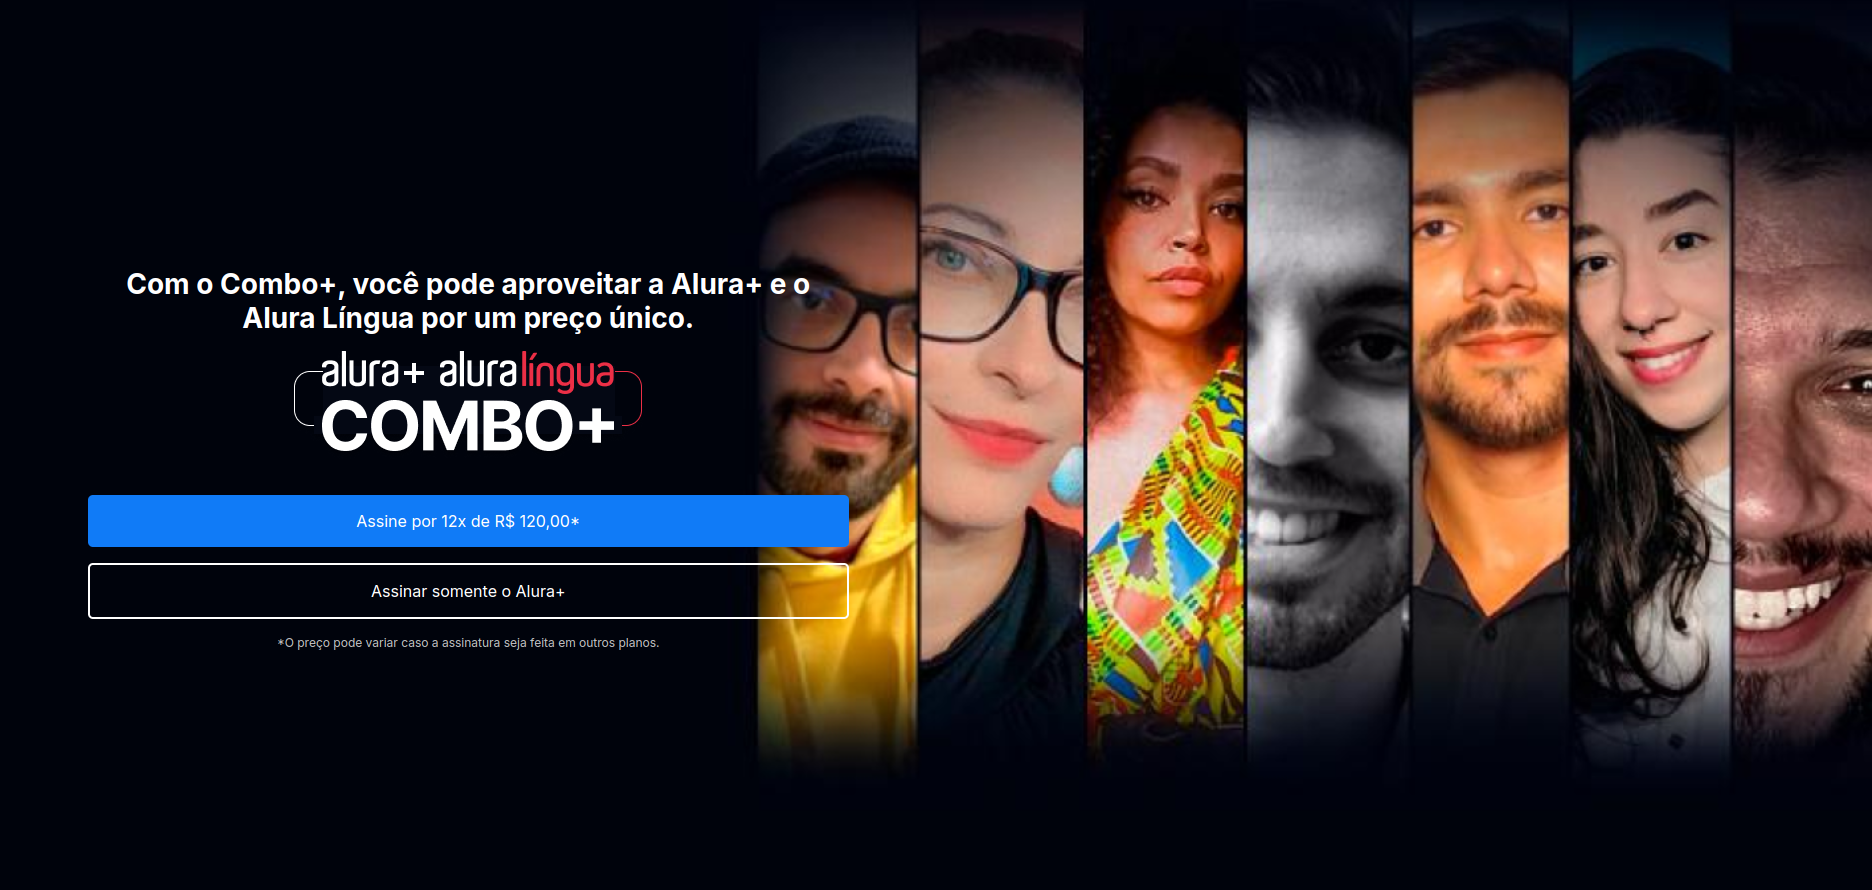 Com o Combo+, você pode aproveitar a Alura+ e o
Alura Língua por um preço único.
alura+ aluralíngua
COMBO+
Assine por 12x de R$ 120,00*
Assinar somente o Alura+
*O preço pode variar caso a assinatura seja feita em outros planos.